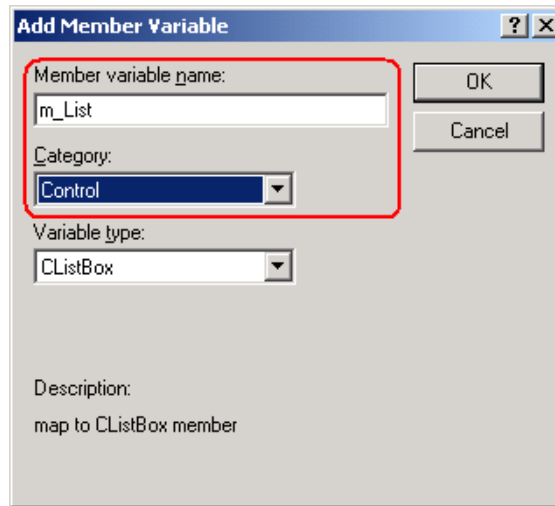 Add Member Variable
Member variable name:
m_List
OK
Cancel
Category:
Control
Variable type:
CListBox
Description:
map to CListBox member